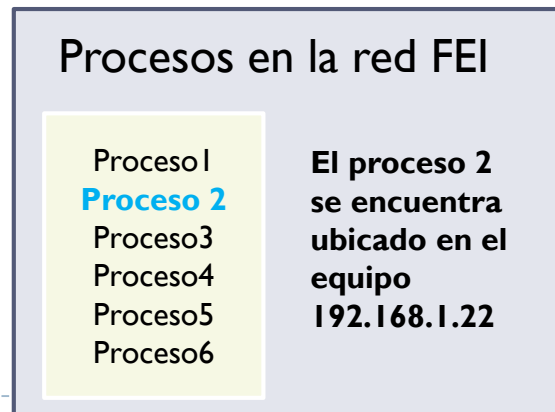 Procesos en la red FEI
Proceso1
Proceso 2
Proceso3
Proceso4
Proceso5
Proceso6
El proceso 2
se encuentra
ubicado en el
equipo
192.168.1.22